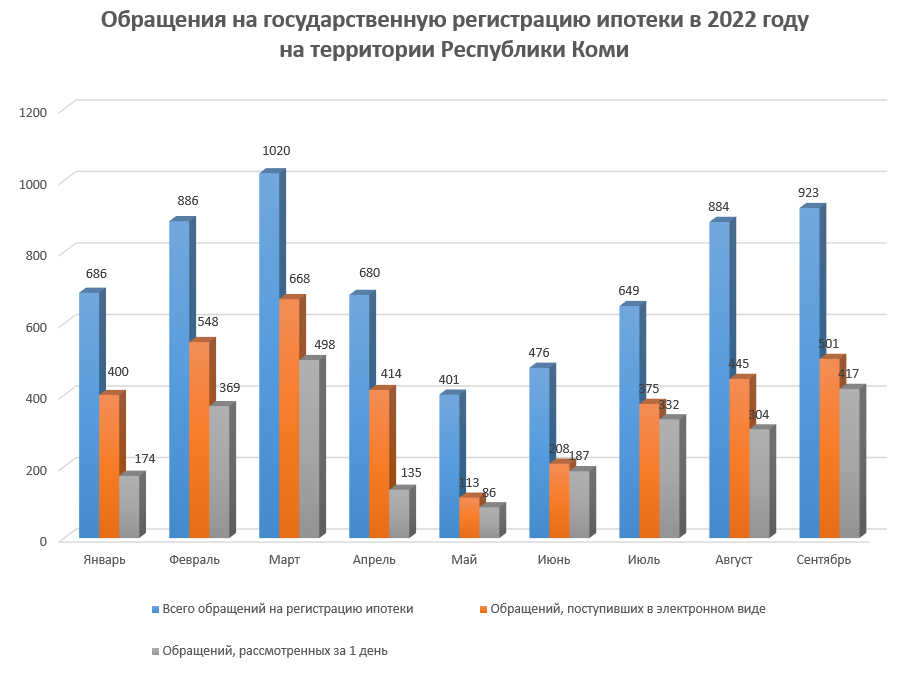 Обращения на государственную регистрацию ипотеки в 2022 году
на территории Республики Коми
1200
1000
800
600
400
200
0
686
400
174
886
548
369
1020
668
498
680
414
135
401
113
86
476
208
187
649
375
332
884
445
304
923
501
417
Январь
Февраль
Март
Апрель
Май
Июнь
Июль
Август
Сентябрь
Всего обращений на регистрацию ипотеки
Обращений, поступивших в электронном виде
Обращений, рассмотренных за 1 день